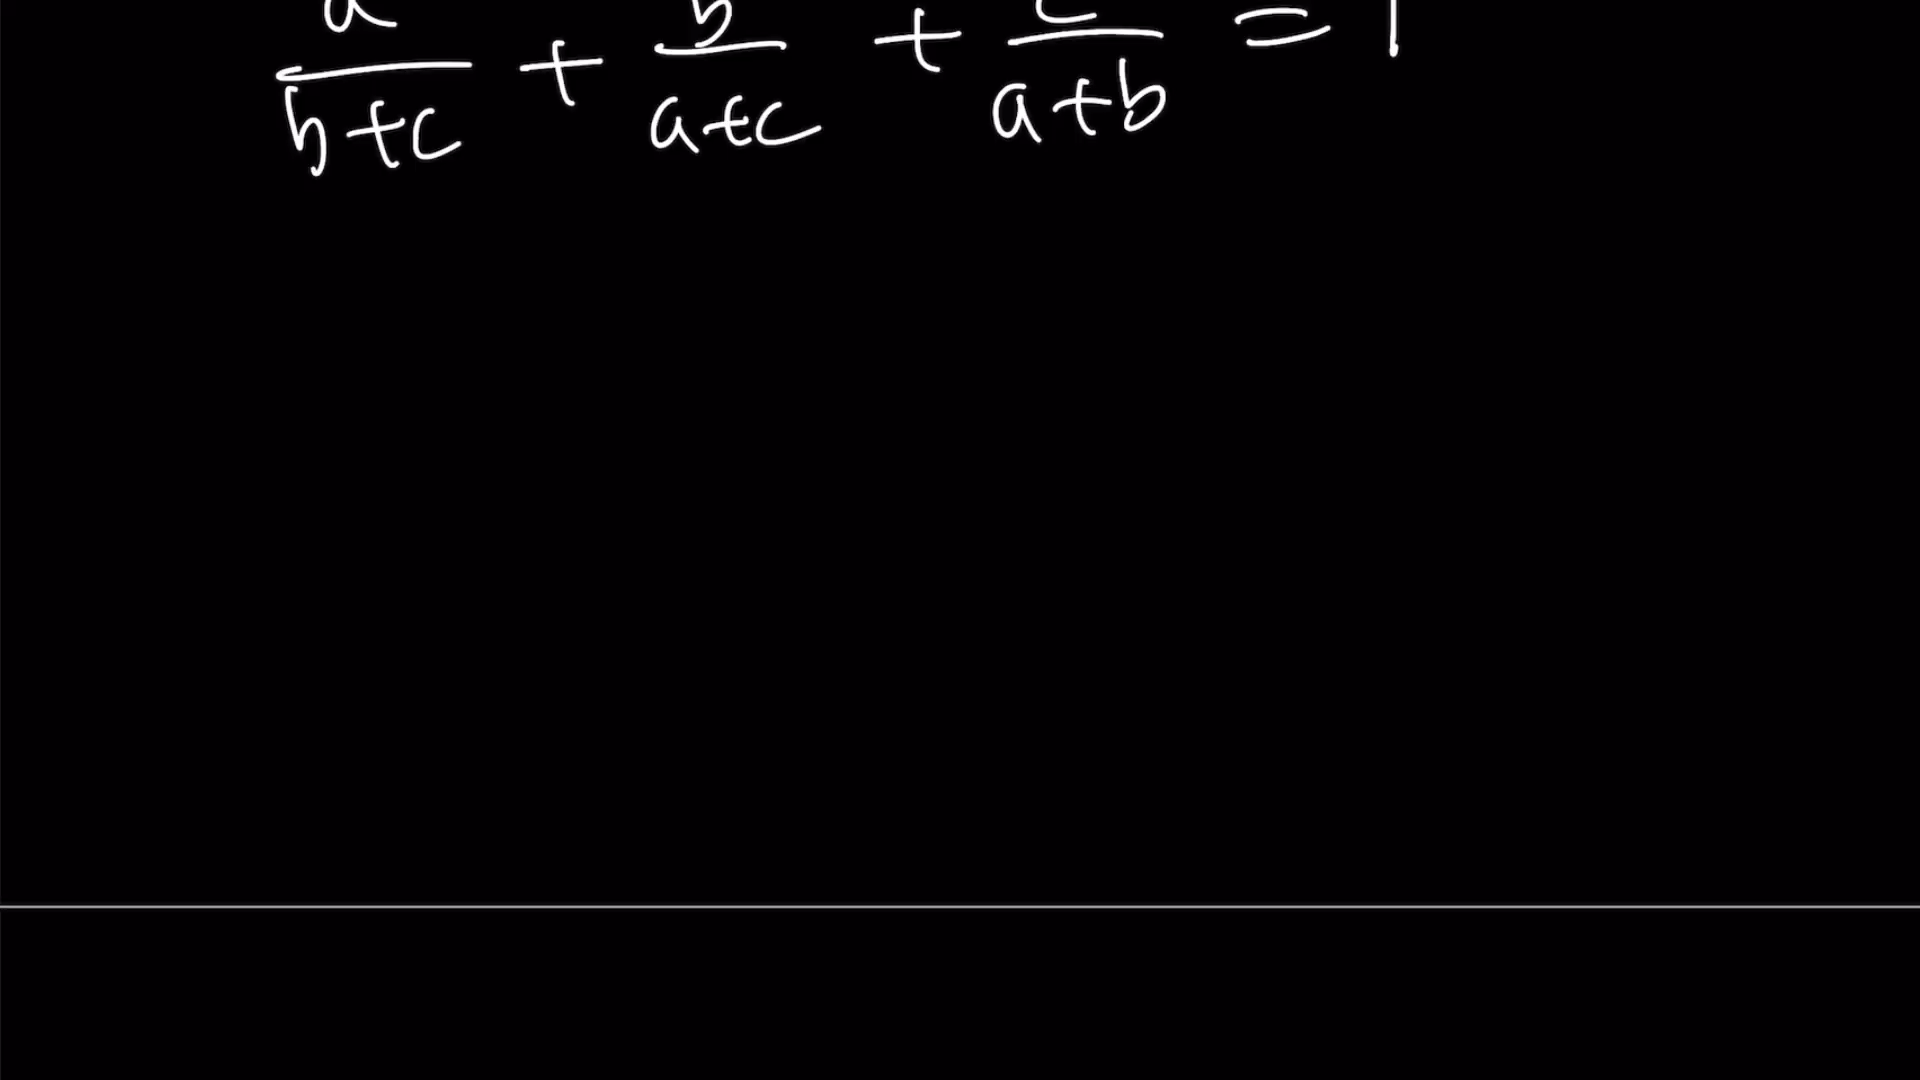 a/(b+c) + b/(a+c) + c/(a+b) = 1